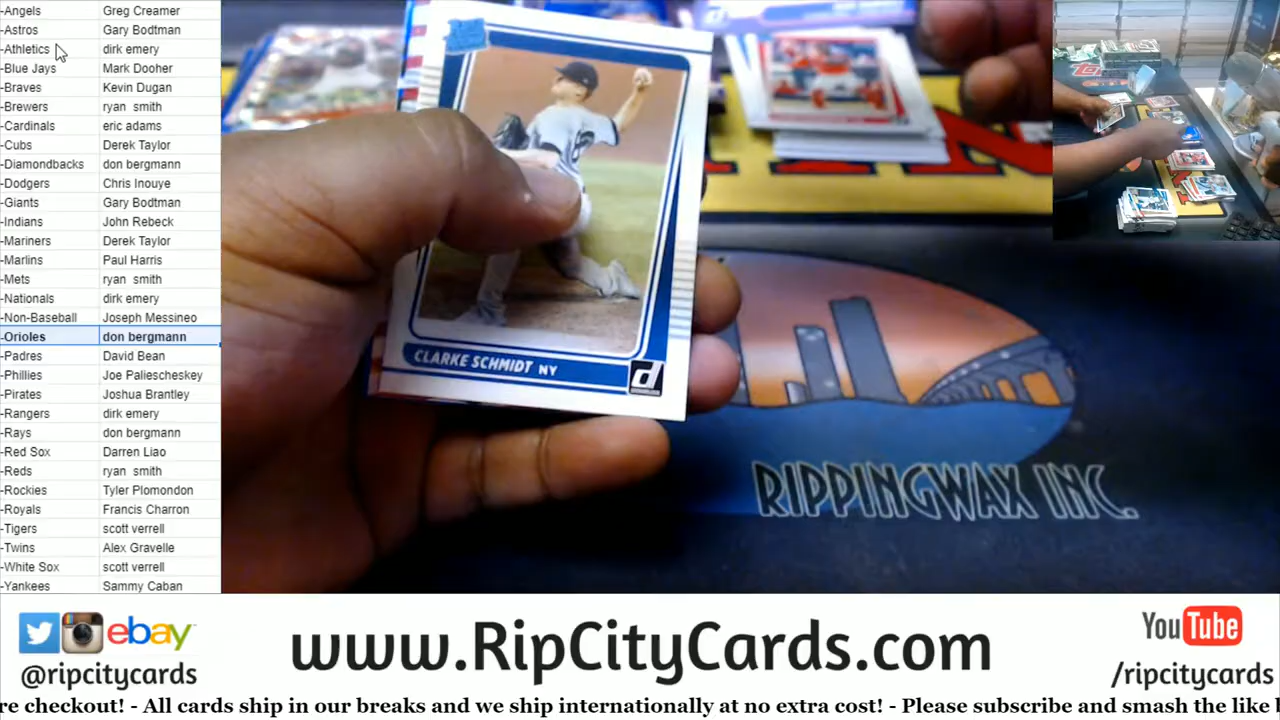 -Angels Greg Creamer
-Astros Gary Bodtman
-Athletics dirk emery
-Blue Jays Mark Dooher
-Braves Kevin Dugan
-Brewers ryan smith
-Cardinals eric adams
-Cubs Derek Taylor
-Diamondbacks don bergmann
-Dodgers Chris Inouye
-Giants Gary Bodtman
-Indians John Rebeck
-Mariners Derek Taylor
-Marlins Paul Harris
-Mets ryan smith
-Nationals dirk emery
-Non-Baseball Joseph Messineo
-Orioles don bergmann
-Padres David Bean
-Phillies Joe Paliescheskey
-Pirates Joshua Brantley
-Rangers dirk emery
-Rays don bergmann
-Red Sox Darren Liao
-Reds ryan smith
-Rockies Tyler Plomondon
-Royals Francis Charron
-Tigers scott verrell
-Twins Alex Gravelle
-White Sox scott verrell
-Yankees Sammy Caban
CLARKE SCHMIDT NY
d
RIPPINGWAX INC.
ebay
@ripcitycards
www.RipCityCards.com
YouTube
/ripcitycards
re checkout! - All cards ship in our breaks and we ship internationally at no extra cost! - Please subscribe and smash the like